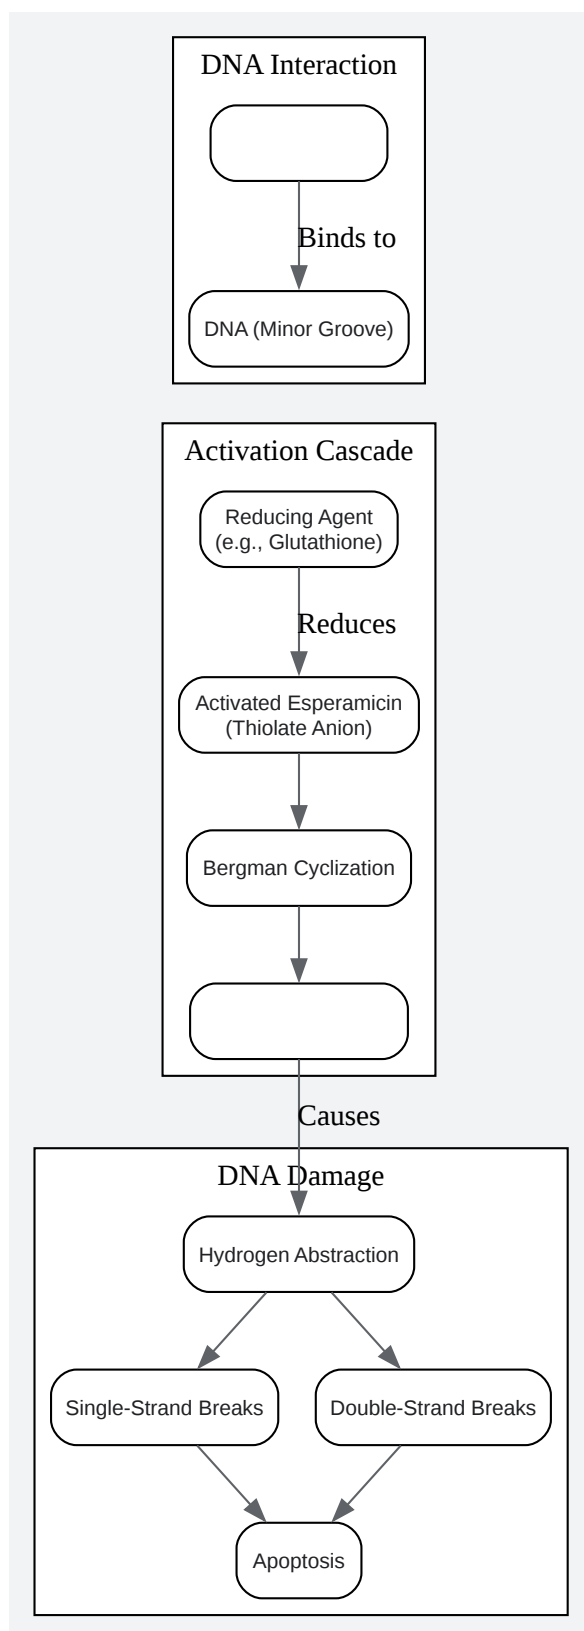 DNA Interaction
Binds to
DNA (Minor Groove)
Activation Cascade
Reducing Agent
(e.g., Glutathione)
Reduces
Activated Esperamicin
(Thiolate Anion)
Bergman Cyclization
Causes
DNA Damage
Hydrogen Abstraction
Single-Strand Breaks
Double-Strand Breaks
Apoptosis